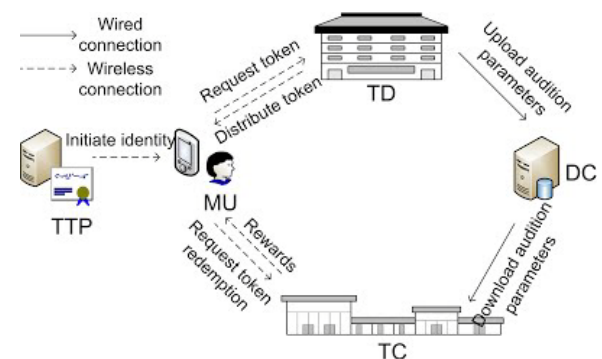 Wired
connection
Wireless
connection
Request token
Distribute token
TD
Upload audition
parameters
Initiate identity
TTP
MU
DC
Rewards
Request token
redemption
Download audition
parameters
TC